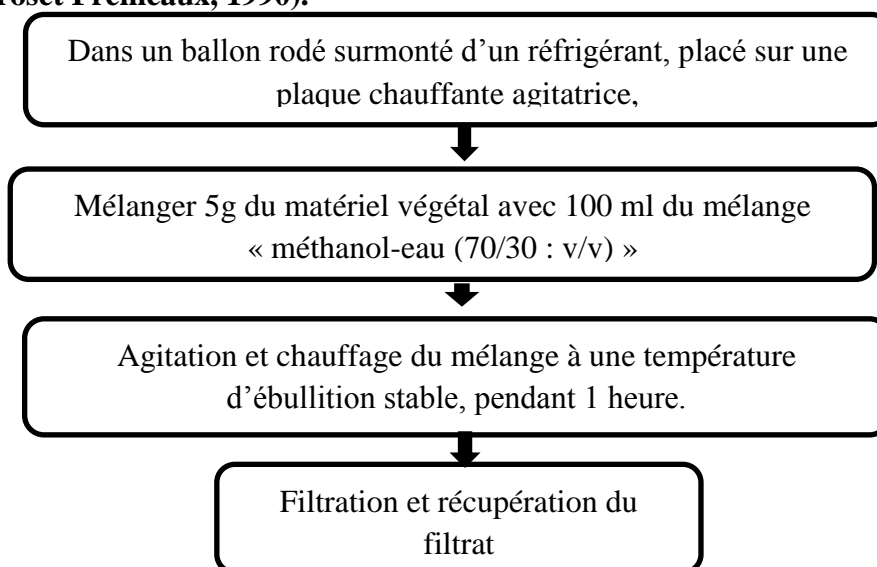 Premeaux, 1990).
Dans un ballon rodé surmonté d’un réfrigérant, placé sur une
plaque chauffante agitatrice,
Mélanger 5g du matériel végétal avec 100 ml du mélange
« méthanol-eau (70/30 : v/v) »
Agitation et chauffage du mélange à une température
d’ébullition stable, pendant 1 heure.
Filtration et récupération du
filtrat